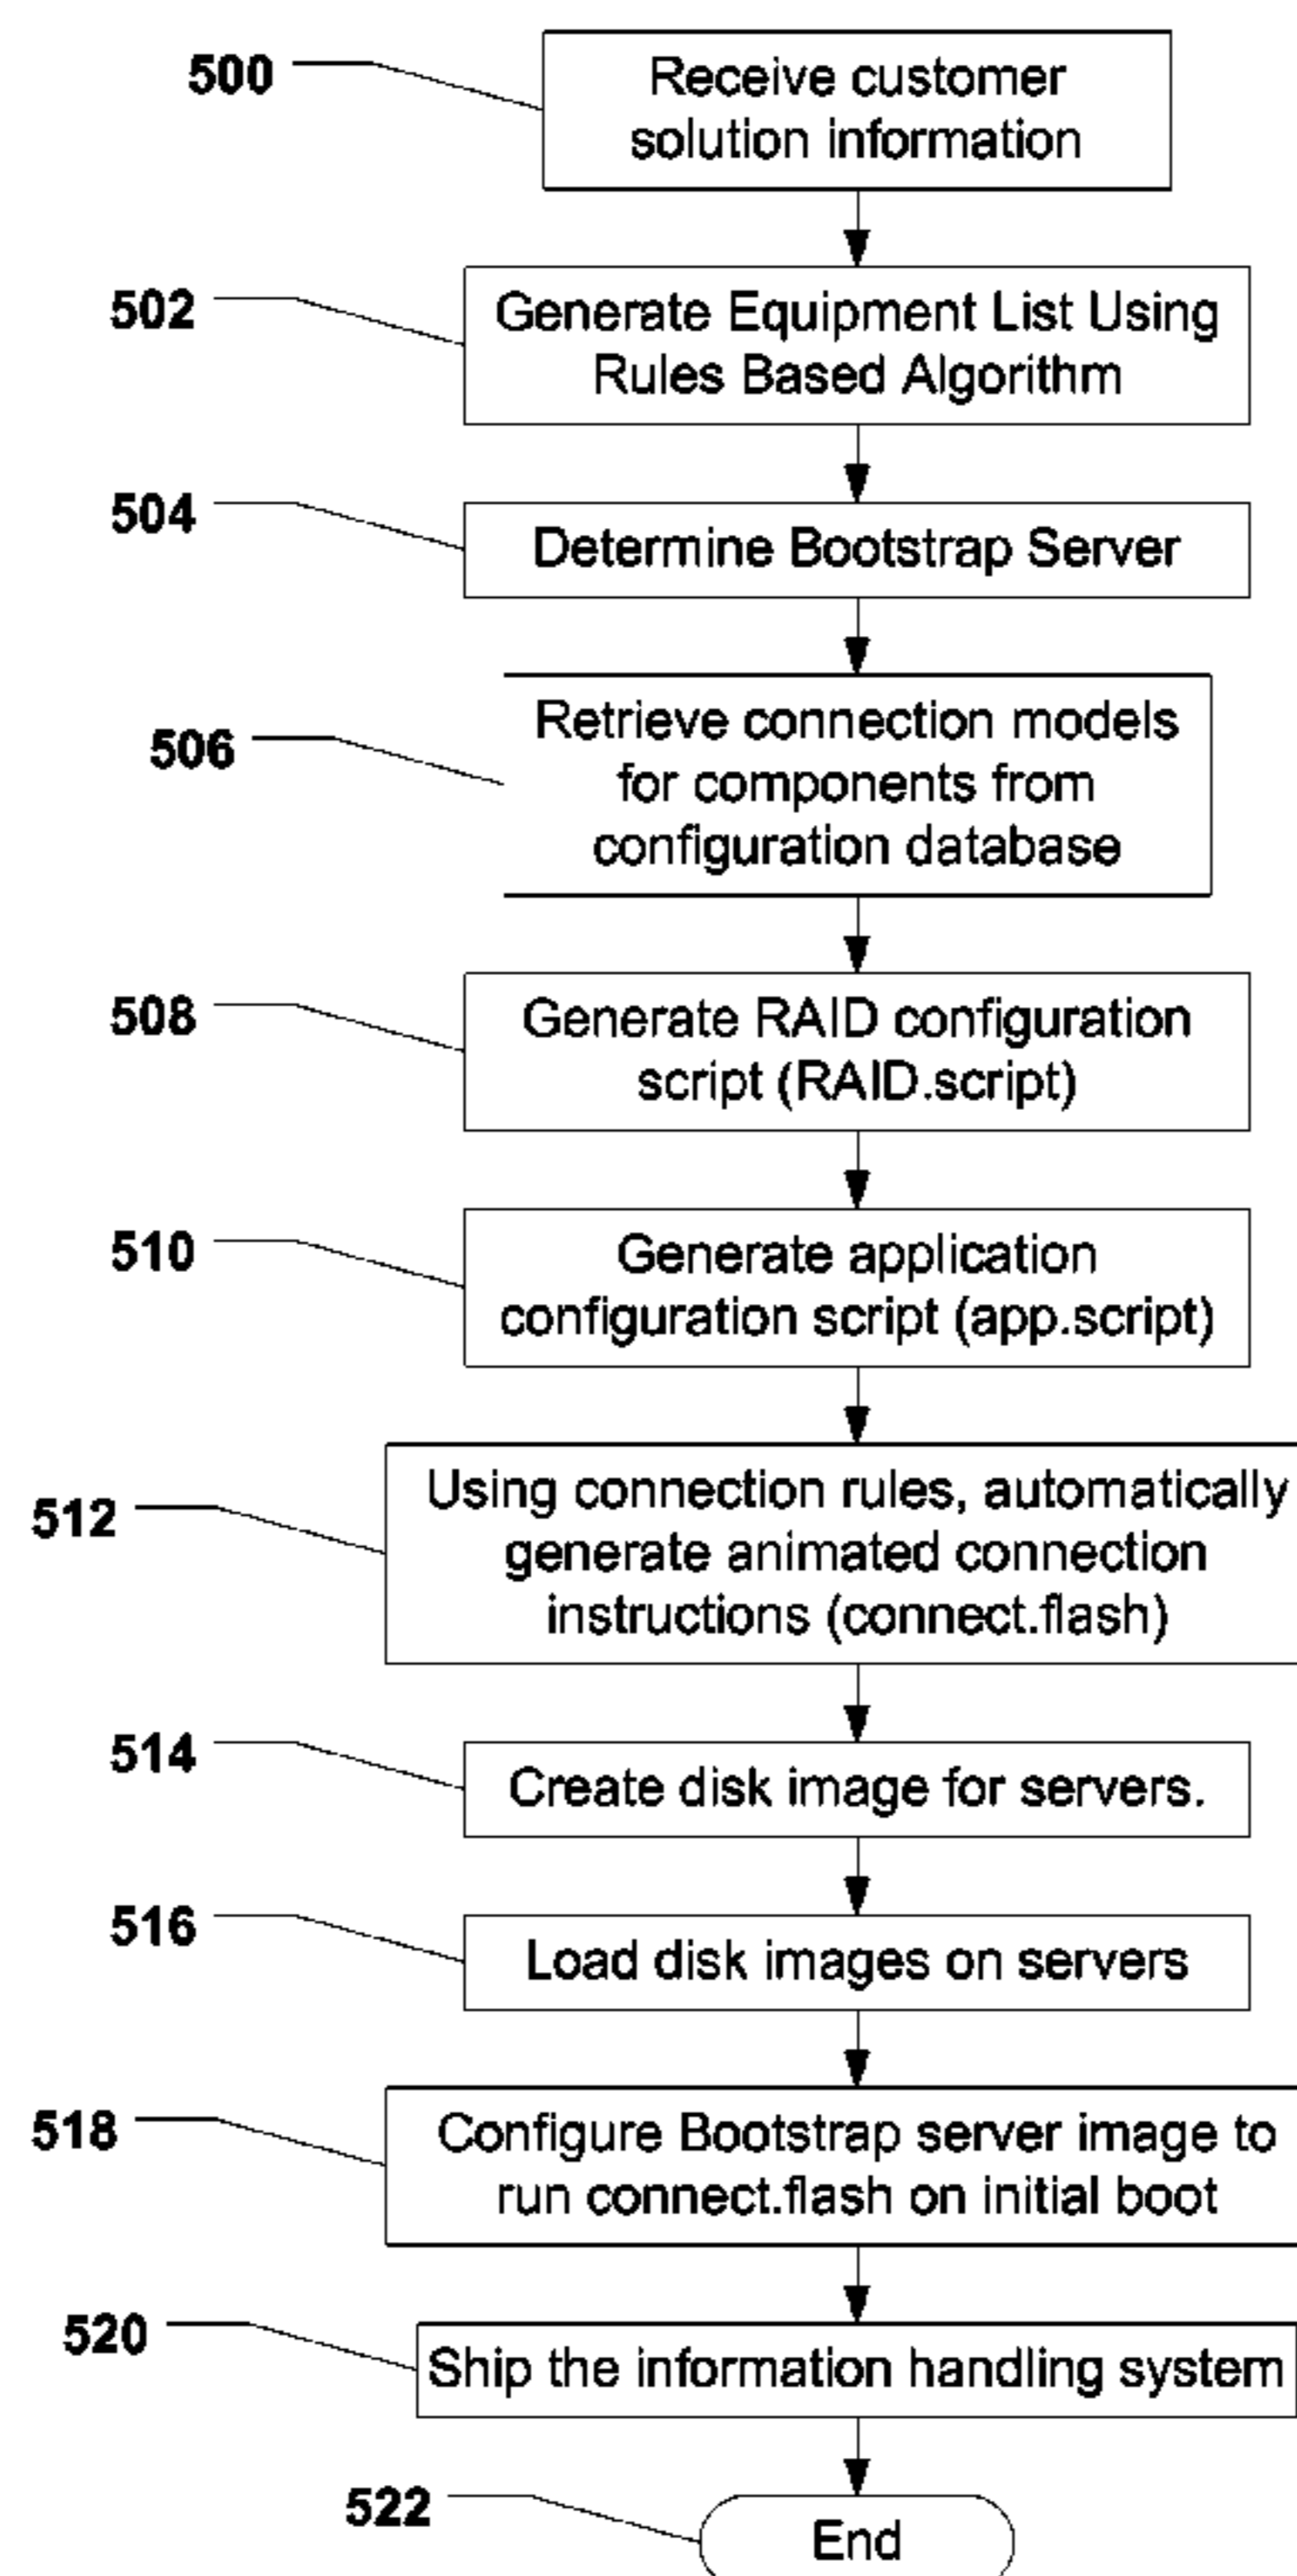 500
Receive customer
solution information
502
Generate Equipment List Using
Rules Based Algorithm
504
Determine Bootstrap Server
506
Retrieve connection models
for components from
configuration database
508
Generate RAID configuration
script (RAID.script)
510
Generate application
configuration script (app.script)
512
Using connection rules, automatically
generate animated connection
instructions (connect.flash)
514
Create disk image for servers.
516
Load disk images on servers
518
Configure Bootstrap server image to
run connect.flash on initial boot
520
Ship the information handling system
522
End